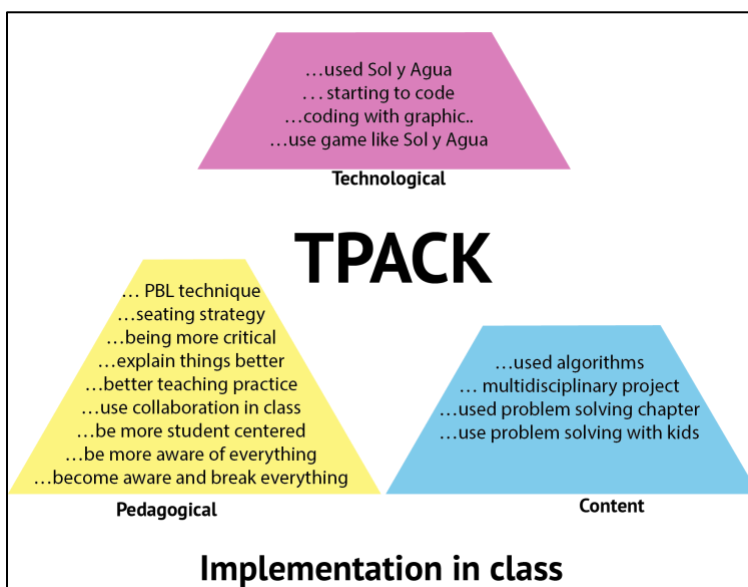 ...used Sol y Agua
...starting to code
...coding with graphic..
...use game like Sol y Agua
Technological
TPACK
... PBL technique
...seating strategy
...being more critical
...explain things better
...better teaching practice
...use collaboration in class
...be more student centered
...be more aware of everything
...become aware and break everything
Pedagogical
...used algorithms
... multidisciplinary project
...used problem solving chapter
...use problem solving with kids
Content
Implementation in class